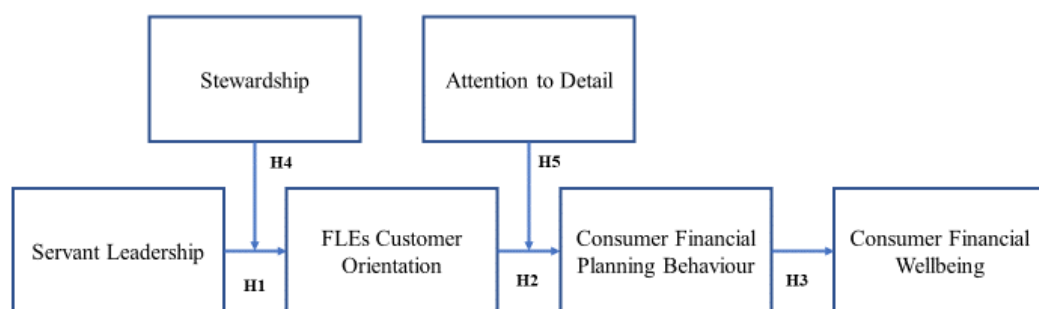 Stewardship
Attention to Detail
H4
H5
Servant Leadership
FLEs Customer
Orientation
Consumer Financial
Planning Behaviour
Consumer Financial
Wellbeing
H1
H2
H3